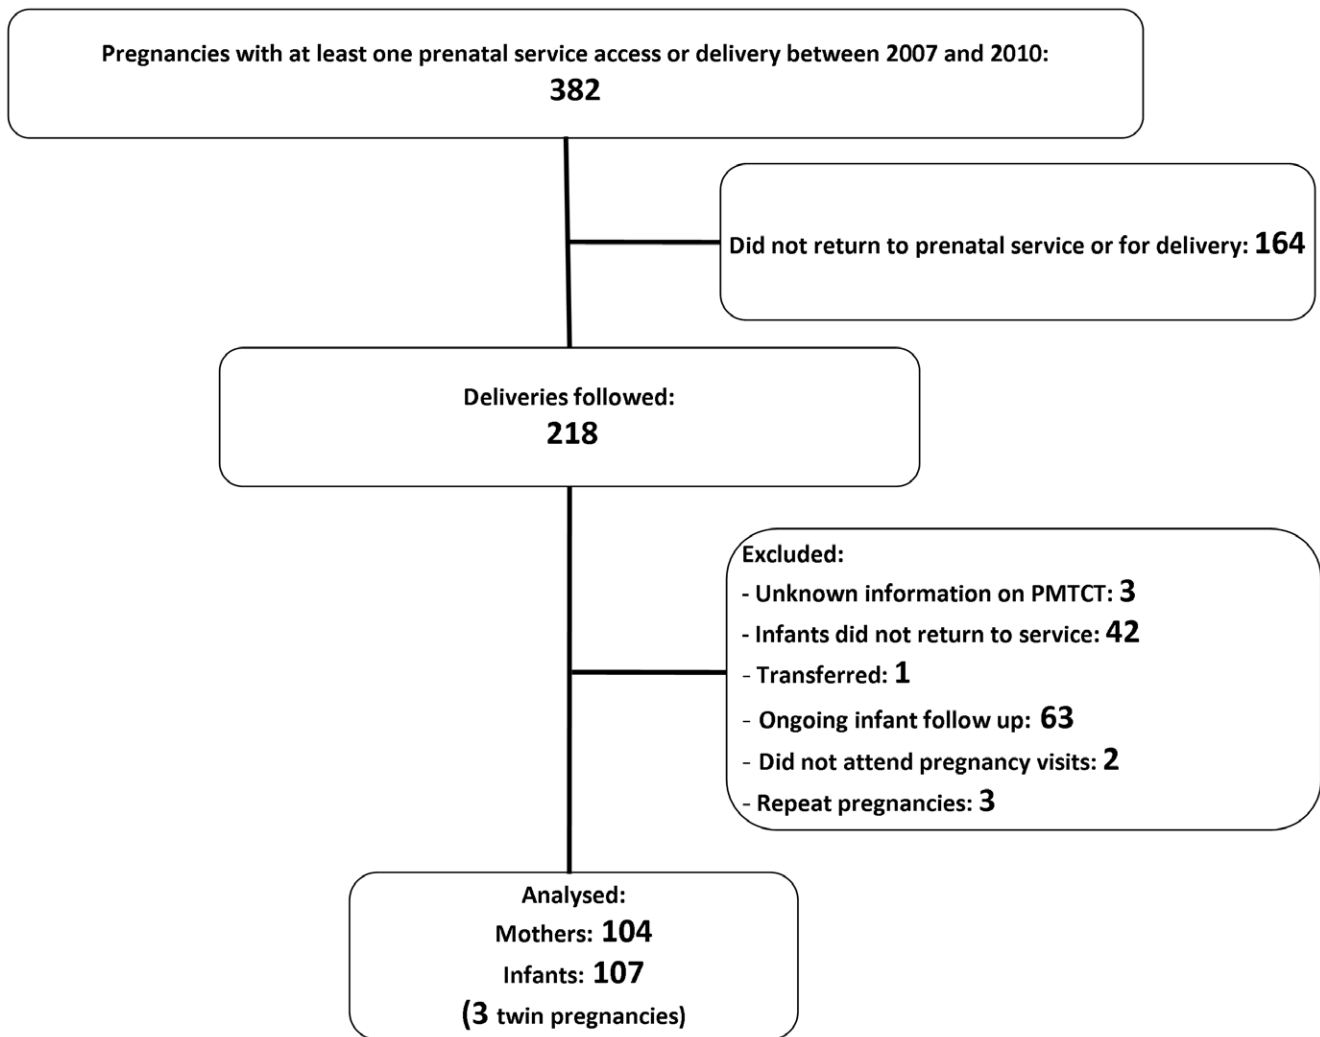 Pregnancies with at least one prenatal service access or delivery between 2007 and 2010:
382
Did not return to prenatal service or for delivery: 164
Deliveries followed:
218
Excluded:
- Unknown information on PMTCT: 3
- Infants did not return to service: 42
- Transferred: 1
- Ongoing infant follow up: 63
- Did not attend pregnancy visits: 2
- Repeat pregnancies: 3
Analysed:
Mothers: 104
Infants: 107
(3 twin pregnancies)